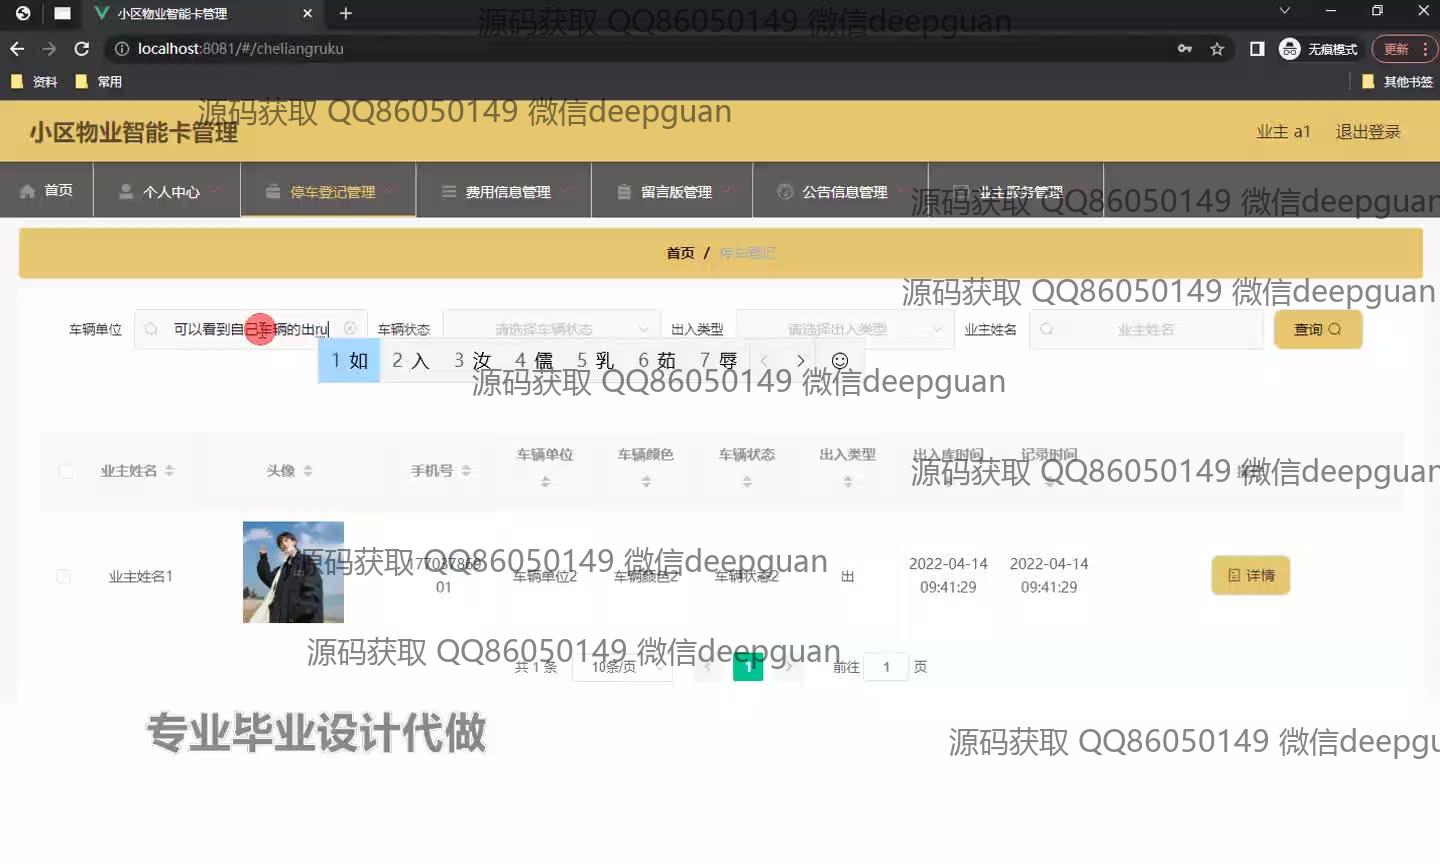 小区物业智能卡管理
源码获取 QQ86050149 微信deepguan
localhost:8081/#/cheliangruku
无痕模式
更新
资料
常用
其他书签
源码获取 QQ86050149 微信deepguan
小区物业智能卡管理
业主 a1
退出登录
首页
个人中心
停车登记管理
费用信息管理
留言版管理
公告信息管理
业主服务管理
源码获取 QQ86050149 微信deepguan
首页 / 停车登记
源码获取 QQ86050149 微信deepguan
车辆单位
可以看到自己车辆的出ru
车辆状态
请选择车辆状态
出入类型
请选择出入类型
业主姓名
业主姓名
查询
1 如 2 入 3 汝 4 儒 5 乳 6 茹 7 辱
源码获取 QQ86050149 微信deepguan
业主姓名
头像
手机号
车辆单位
车辆颜色
车辆状态
出入类型
出入库时间
记录时间
源码获取 QQ86050149 微信deepguan
业主姓名1
源码获取 QQ86050149 微信deepguan
01
车辆单位2
车辆颜色2
车辆状态2
出
2022-04-14
09:41:29
2022-04-14
09:41:29
详情
源码获取 QQ86050149 微信deepguan
共 1 条
10条/页
1
前往 1 页
专业毕业设计代做
源码获取 QQ86050149 微信deepgu